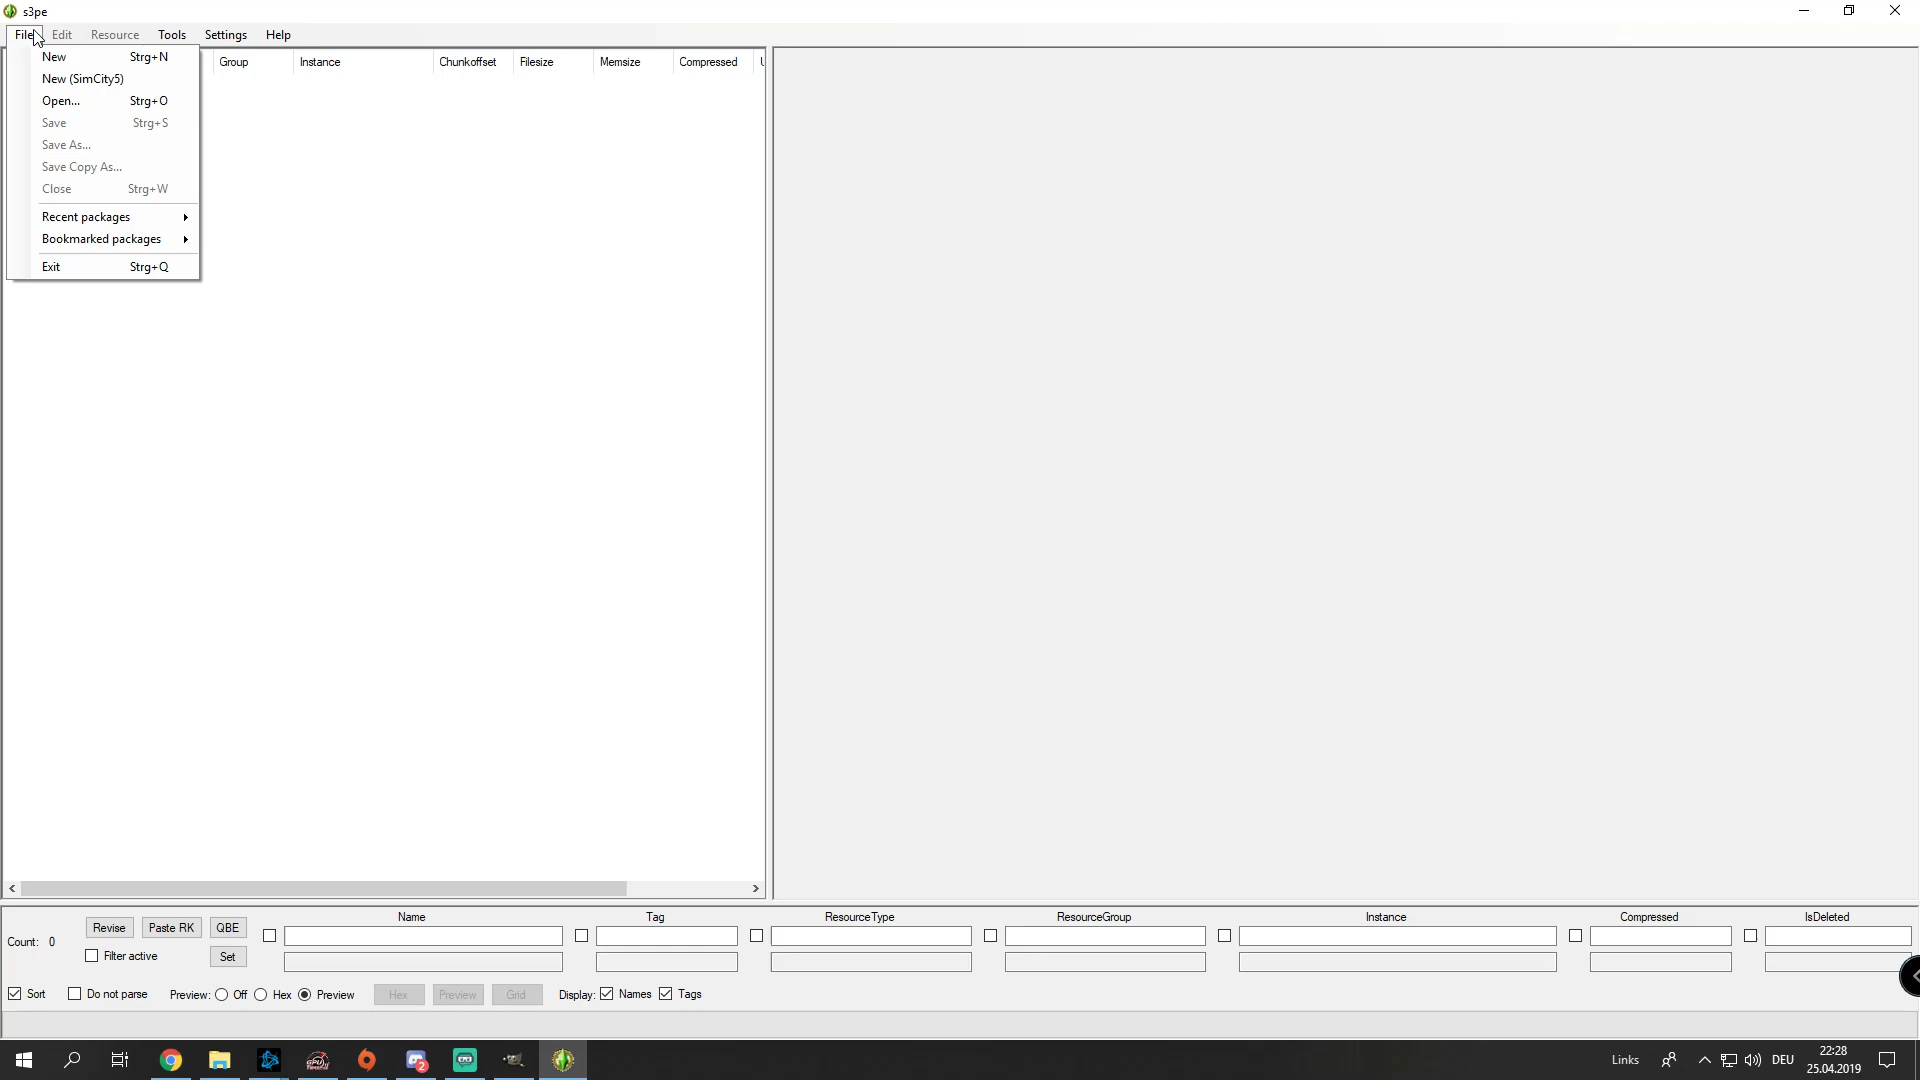 s3pe
File Edit Resource Tools Settings Help
Group Instance Chunkoffset Filesize Memsize Compressed
New Strg+N
New (SimCity5)
Open... Strg+O
Save Strg+S
Save As...
Save Copy As...
Close Strg+W
Recent packages
Bookmarked packages
Exit Strg+Q
Name Tag ResourceType ResourceGroup Instance Compressed IsDeleted
Revise Paste RK QBE
Count: 0
Filter active Set
Sort Do not parse Preview: Off Hex Preview Hex Preview Grid Display: Names Tags
Links DEU 22:28
25.04.2019
2